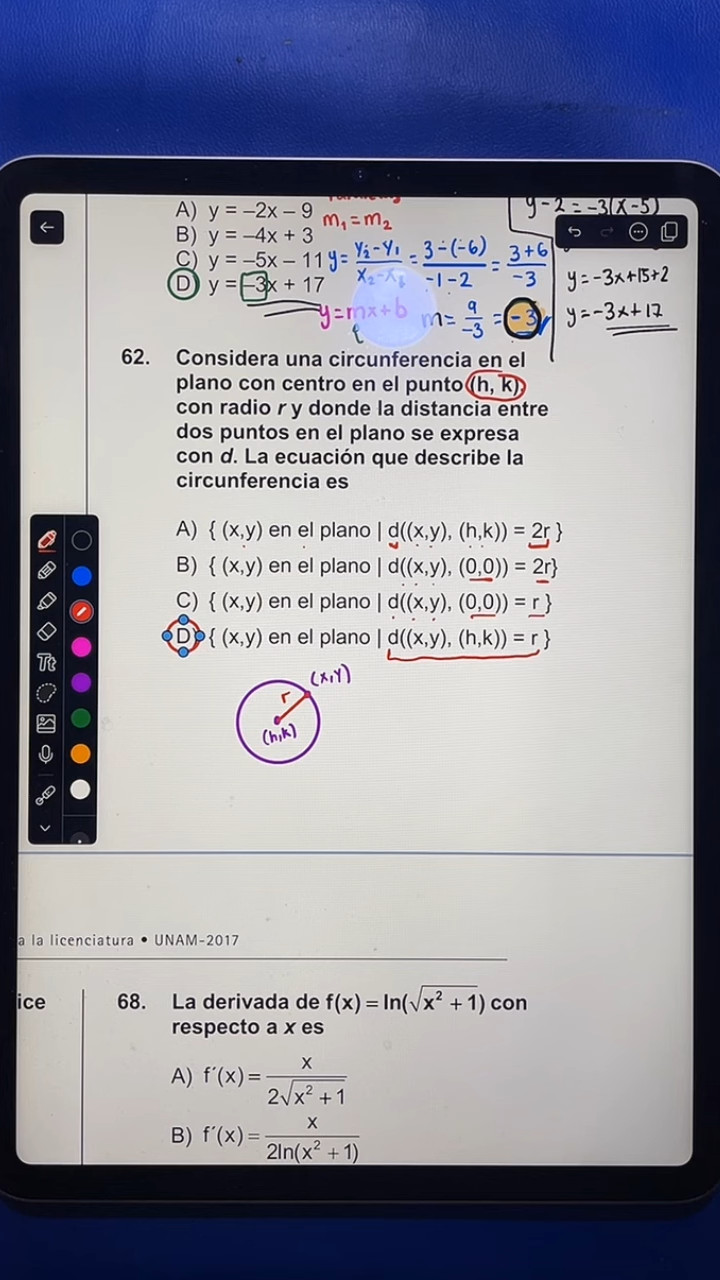 A) y = –2x – 9
m₁ = m₂
y - 2 = -3(x-5)
B) y = –4x + 3
C) y = –5x – 11
D) y = –3x + 17
y = y₂-y₁ / x₂-x₁ = 3-(-6) / -1-2 = 3+6 / -3
y = -3x+15+2
y = mx+b
m = 9 / -3 = -3
y = -3x+17
62. Considera una circunferencia en el
plano con centro en el punto (h, k),
con radio r y donde la distancia entre
dos puntos en el plano se expresa
con d. La ecuación que describe la
circunferencia es
A) { (x,y) en el plano | d((x,y), (h,k)) = 2r }
B) { (x,y) en el plano | d((x,y), (0,0)) = 2r}
C) { (x,y) en el plano | d((x,y), (0,0)) = r }
D) { (x,y) en el plano | d((x,y), (h,k)) = r }
Tt
(x,y)
r
(h,k)
a la licenciatura • UNAM-2017
ice
68. La derivada de f(x) = ln(√(x² + 1)) con
respecto a x es
A) f´(x) = x / 2√(x² + 1)
B) f´(x) = x / 2ln(x² + 1)